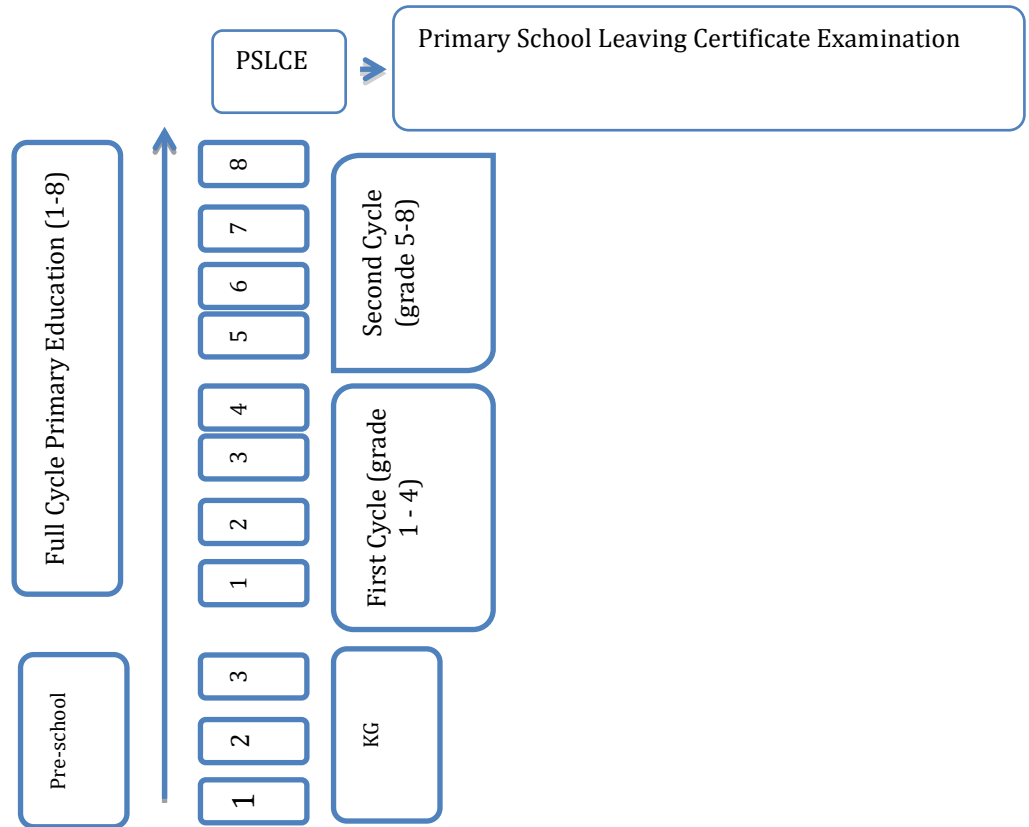 PSLCE
Primary School Leaving Certificate Examination
Full Cycle Primary Education (1-8)
8
7
6
5
4
3
2
1
Second Cycle
(grade 5-8)
First Cycle (grade
1 - 4)
Pre-school
3
2
1
KG